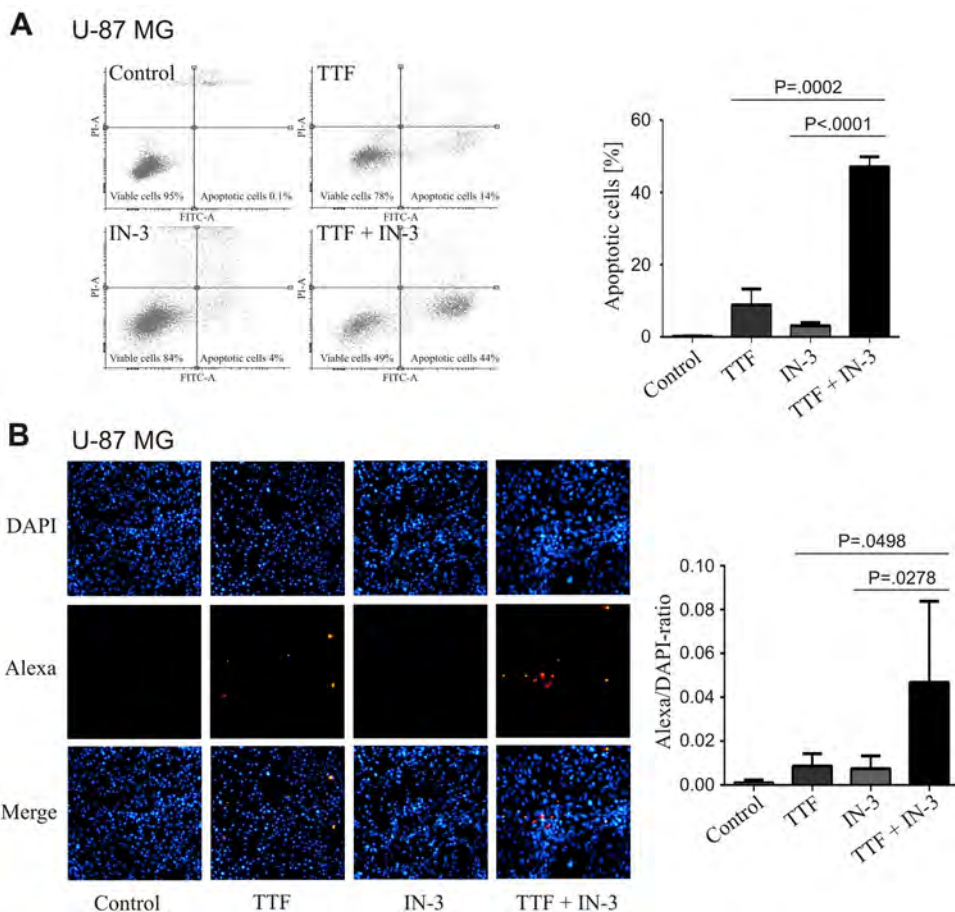 A
U-87 MG
Control
PI-A
Viable cells 95%
Apoptotic cells 0.1%
FITC-A
TTF
PI-A
Viable cells 78%
Apoptotic cells 14%
FITC-A
IN-3
PI-A
Viable cells 84%
Apoptotic cells 4%
FITC-A
TTF + IN-3
PI-A
Viable cells 49%
Apoptotic cells 44%
FITC-A
P=.0002
P<.0001
Apoptotic cells [%]
60
40
20
0
Control
TTF
IN-3
TTF + IN-3
B
U-87 MG
DAPI
Alexa
Merge
Control
TTF
IN-3
TTF + IN-3
P=.0498
P=.0278
Alexa/DAPI-ratio
0.10
0.08
0.06
0.04
0.02
0.00
Control
TTF
IN-3
TTF + IN-3